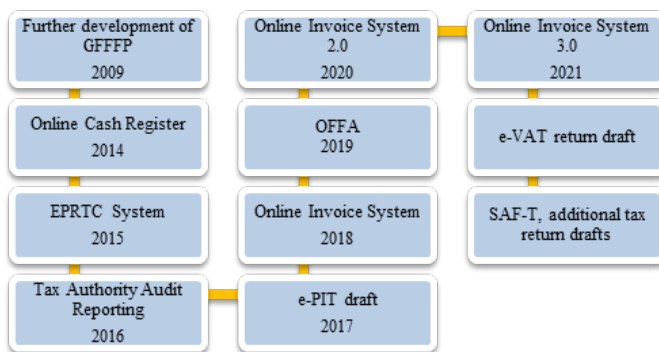 Further development of
GFFFP
2009
Online Cash Register
2014
EPRTC System
2015
Tax Authority Audit
Reporting
2016
e-PIT draft
2017
Online Invoice System
2018
OFFA
2019
Online Invoice System
2.0
2020
Online Invoice System
3.0
2021
e-VAT return draft
SAF-T, additional tax
return drafts